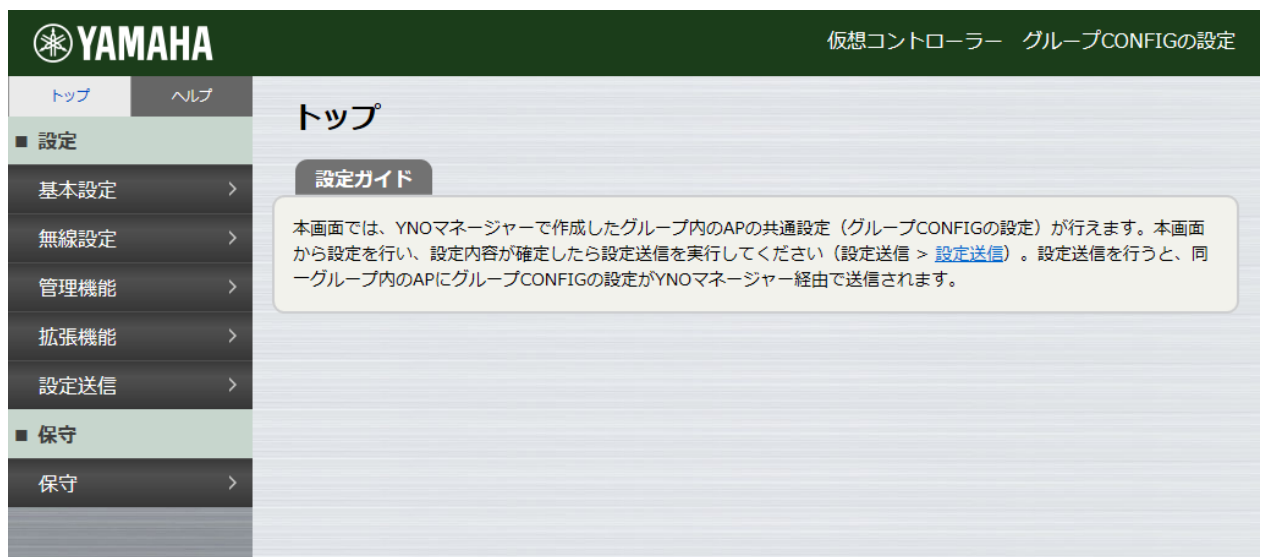 YAMAHA
仮想コントローラー グループCONFIGの設定
トップ
ヘルプ
■ 設定
基本設定
無線設定
管理機能
拡張機能
設定送信
■ 保守
保守
トップ
設定ガイド
本画面では、YNOマネージャーで作成したグループ内のAPの共通設定（グループCONFIGの設定）が行えます。本画面
から設定を行い、設定内容が確定したら設定送信を実行してください（設定送信 > 設定送信）。設定送信を行うと、同
一グループ内のAPにグループCONFIGの設定がYNOマネージャー経由で送信されます。